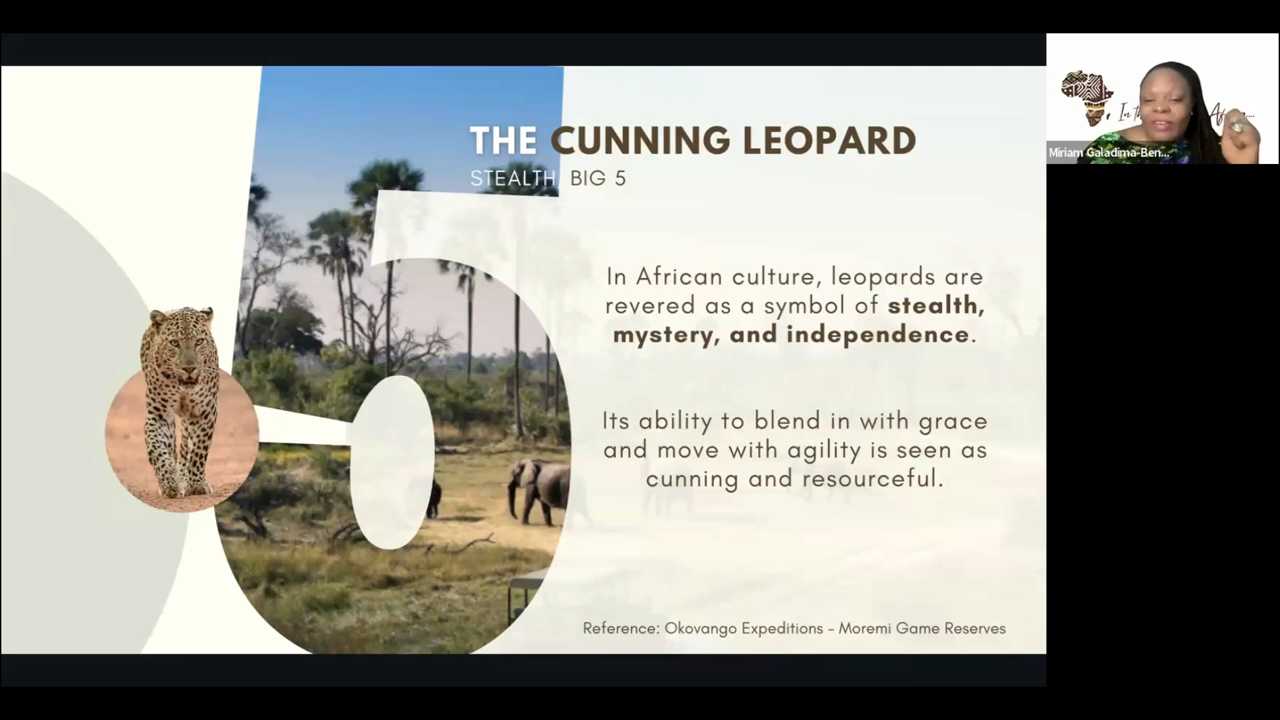 THE CUNNING LEOPARD
STEALTH BIG 5
In African culture, leopards are
revered as a symbol of stealth,
mystery, and independence.
Its ability to blend in with grace
and move with agility is seen as
cunning and resourceful.
Reference: Okovango Expeditions - Moremi Game Reserves
In
Miriam Galadima-Ben...